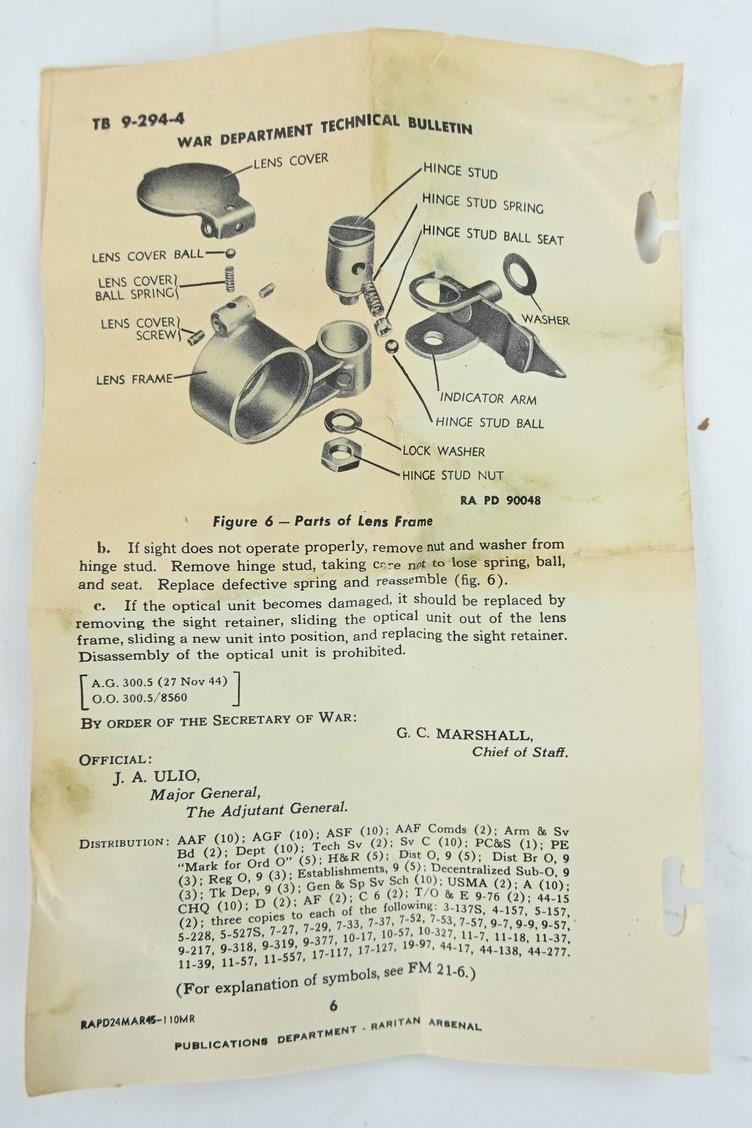 TB 9-294-4
WAR DEPARTMENT TECHNICAL BULLETIN
LENS COVER
HINGE STUD
HINGE STUD SPRING
HINGE STUD BALL SEAT
LENS COVER BALL
LENS COVER
BALL SPRING
WASHER
LENS COVER
SCREW
LENS FRAME
INDICATOR ARM
HINGE STUD BALL
LOCK WASHER
HINGE STUD NUT
RA PD 90048
Figure 6 — Parts of Lens Frame
b. If sight does not operate properly, remove nut and washer from
hinge stud. Remove hinge stud, taking care not to lose spring, ball,
and seat. Replace defective spring and reassemble (fig. 6).
c. If the optical unit becomes damaged, it should be replaced by
removing the sight retainer, sliding the optical unit out of the lens
frame, sliding a new unit into position, and replacing the sight retainer.
Disassembly of the optical unit is prohibited.
[A.G. 300.5 (27 Nov 44)]
[O.O. 300.5/8560]
BY ORDER OF THE SECRETARY OF WAR:
G. C. MARSHALL,
Chief of Staff.
OFFICIAL:
J. A. ULIO,
Major General,
The Adjutant General.
DISTRIBUTION: AAF (10); AGF (10); ASF (10); AAF Comds (2); Arm & Sv
Bd (2); Dept (10); Tech Sv (2); Sv C (10); PC&S (1); PE
"Mark for Ord O" (5); H&R (5); Dist O, 9 (5); Dist Br O, 9
(3); Reg O, 9 (3); Establishments, 9 (5); Decentralized Sub-O, 9
(3); Tk Dep, 9 (3); Gen & Sp Sv Sch (10); USMA (2); A (10);
CHQ (10); D (2); AF (2); C 6 (2); T/O & E 9-76 (2); 44-15
(2); three copies to each of the following: 3-137S, 4-157, 5-157,
5-228, 5-527S, 7-27, 7-29, 7-33, 7-37, 7-52, 7-53, 7-57, 9-7, 9-9, 9-57,
9-217, 9-318, 9-319, 9-377, 10-17, 10-57, 10-327, 11-7, 11-18, 11-37,
11-39, 11-57, 11-557, 17-117, 17-127, 19-97, 44-17, 44-138, 44-277.
(For explanation of symbols, see FM 21-6.)
6
RAPD24MAR45-110MR
PUBLICATIONS DEPARTMENT - RARITAN ARSENAL